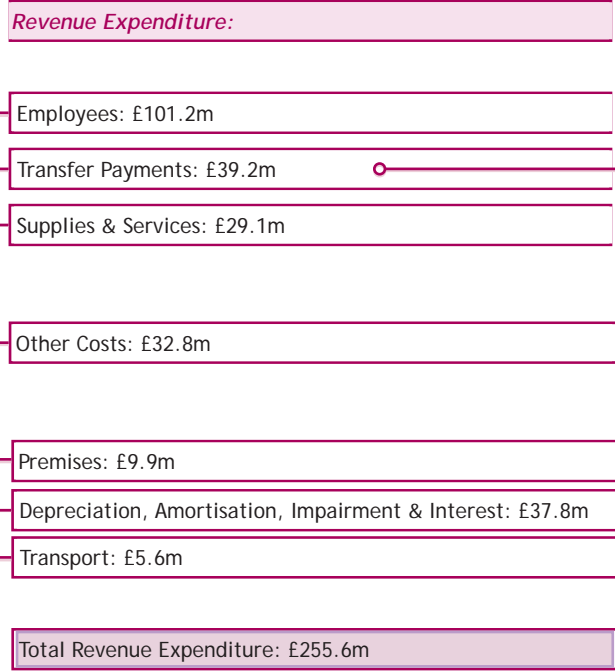 Revenue Expenditure:
Employees: £101.2m
Transfer Payments: £39.2m
Supplies & Services: £29.1m
Other Costs: £32.8m
Premises: £9.9m
Depreciation, Amortisation, Impairment & Interest: £37.8m
Transport: £5.6m
Total Revenue Expenditure: £255.6m